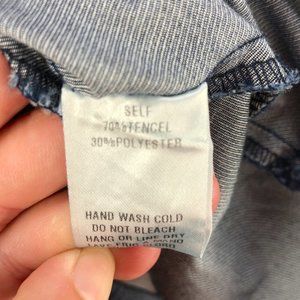 SELF
70%TENCEL
30%POLYESTER
HAND WASH COLD
DO NOT BLEACH
HANG OR LINE DRY